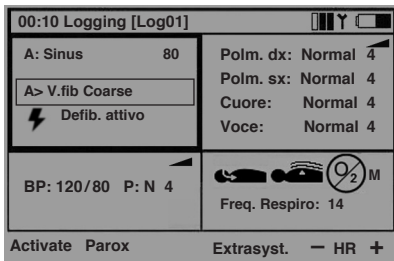 00:10 Logging [Log01]
A: Sinus 80
A> V.fib Coarse
Defib. attivo
Polm. dx: Normal 4
Polm. sx: Normal 4
Cuore: Normal 4
Voce: Normal 4
BP: 120/80 P: N 4
O/2 M
Freq. Respiro: 14
Activate Parox Extrasyst. − HR +